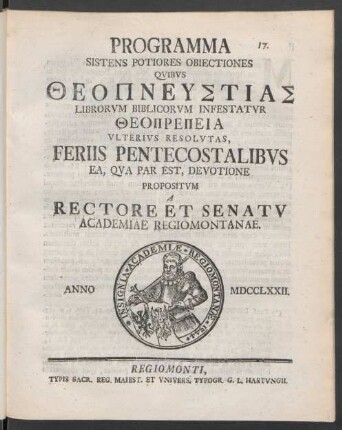 PROGRAMMA
17.
SISTENS POTIORES OBIECTIONES
QVIBVS
ΘΕΟΠΝΕΥΣΤΙΑΣ
LIBRORVM BIBLICORVM INFESTATVR
ΘΕΟΠΡΕΠΕΙΑ
VLTERIVS RESOLVTAS,
FERIIS PENTECOSTALIBVS
EA, QVA PAR EST, DEVOTIONE
PROPOSITVM
A
RECTORE ET SENATV
ACADEMIAE REGIOMONTANAE.
INSIGNIA · ACADEMIÆ · REGIOMONTANÆ · 1544
ANNO MDCCLXXII.
REGIOMONTI,
TYPIS SACR. REG. MAIEST. ET VNIVERS. TYPOGR. G. L. HARTVNGII.